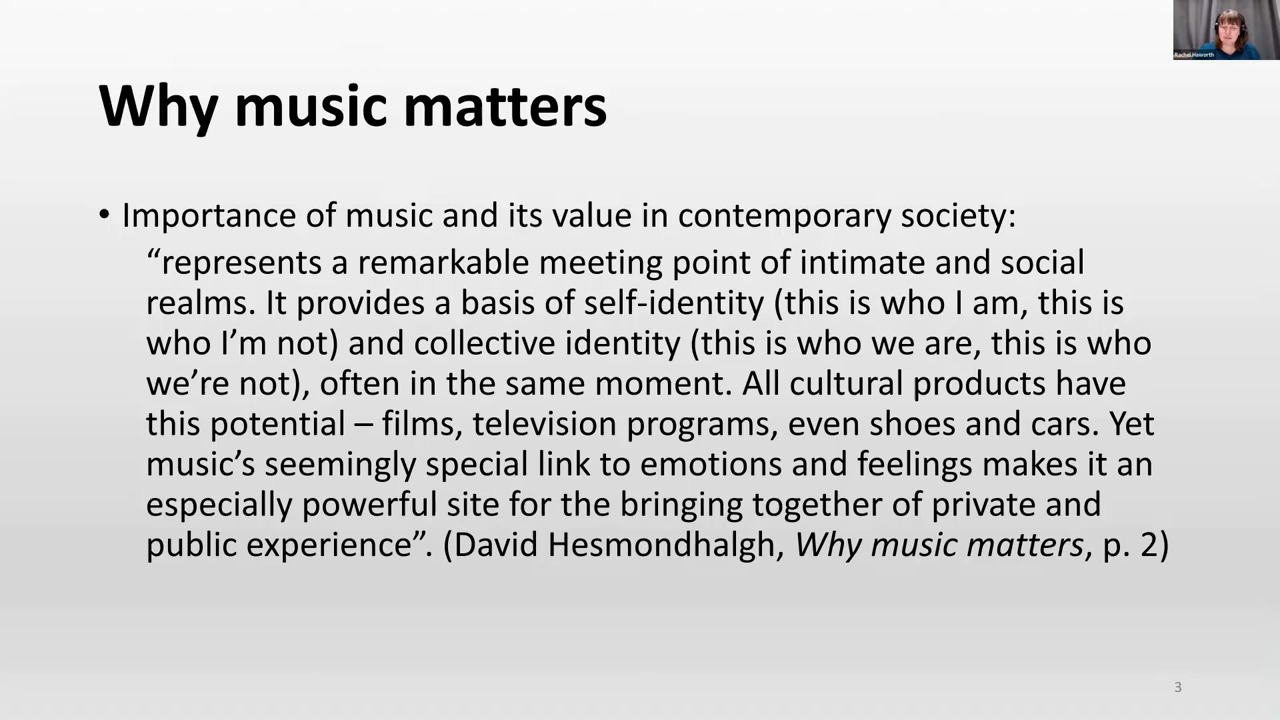 Rachel Haworth
Why music matters
• Importance of music and its value in contemporary society:
“represents a remarkable meeting point of intimate and social
realms. It provides a basis of self-identity (this is who I am, this is
who I’m not) and collective identity (this is who we are, this is who
we’re not), often in the same moment. All cultural products have
this potential – films, television programs, even shoes and cars. Yet
music’s seemingly special link to emotions and feelings makes it an
especially powerful site for the bringing together of private and
public experience”. (David Hesmondhalgh, Why music matters, p. 2)
3